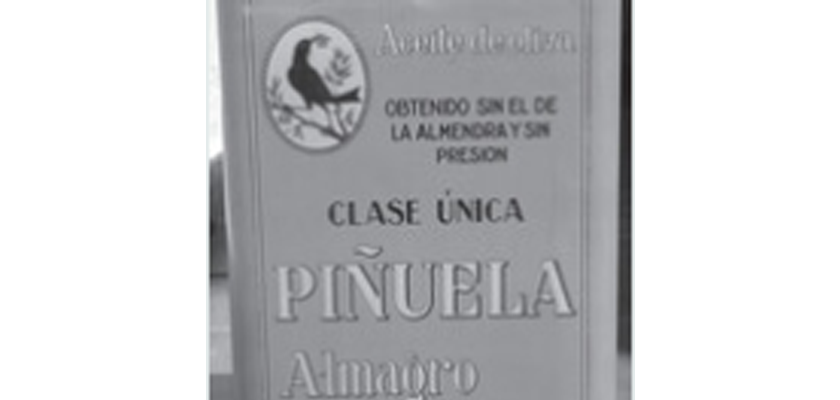 Aceite de oliva
OBTENIDO SIN EL DE
LA ALMENDRA Y SIN
PRESION
CLASE ÚNICA
PIÑUELA
Almagro